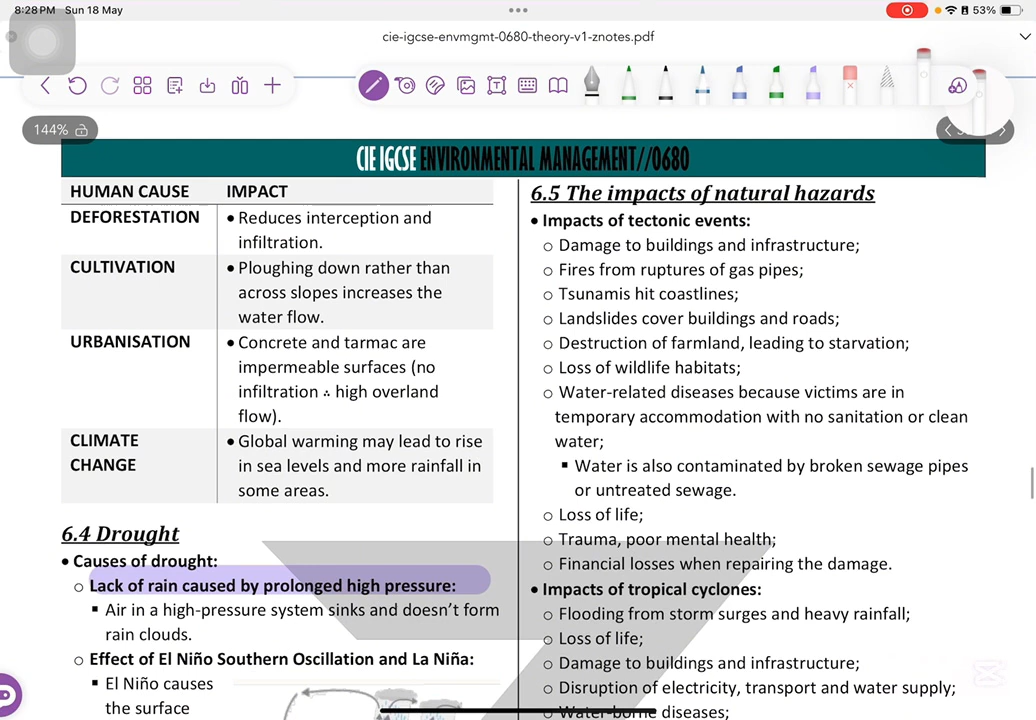 8:28 PM Sun 18 May
53%
cie-igcse-envmgmt-0680-theory-v1-znotes.pdf
144%
CIE IGCSE ENVIRONMENTAL MANAGEMENT//0680
HUMAN CAUSE IMPACT
DEFORESTATION • Reduces interception and
infiltration.
CULTIVATION • Ploughing down rather than
across slopes increases the
water flow.
URBANISATION • Concrete and tarmac are
impermeable surfaces (no
infiltration ∴ high overland
flow).
CLIMATE • Global warming may lead to rise
CHANGE in sea levels and more rainfall in
some areas.
6.4 Drought
• Causes of drought:
o Lack of rain caused by prolonged high pressure:
▪ Air in a high-pressure system sinks and doesn’t form
rain clouds.
o Effect of El Niño Southern Oscillation and La Niña:
▪ El Niño causes
the surface
6.5 The impacts of natural hazards
• Impacts of tectonic events:
o Damage to buildings and infrastructure;
o Fires from ruptures of gas pipes;
o Tsunamis hit coastlines;
o Landslides cover buildings and roads;
o Destruction of farmland, leading to starvation;
o Loss of wildlife habitats;
o Water-related diseases because victims are in
temporary accommodation with no sanitation or clean
water;
▪ Water is also contaminated by broken sewage pipes
or untreated sewage.
o Loss of life;
o Trauma, poor mental health;
o Financial losses when repairing the damage.
• Impacts of tropical cyclones:
o Flooding from storm surges and heavy rainfall;
o Loss of life;
o Damage to buildings and infrastructure;
o Disruption of electricity, transport and water supply;
o Water-borne diseases;